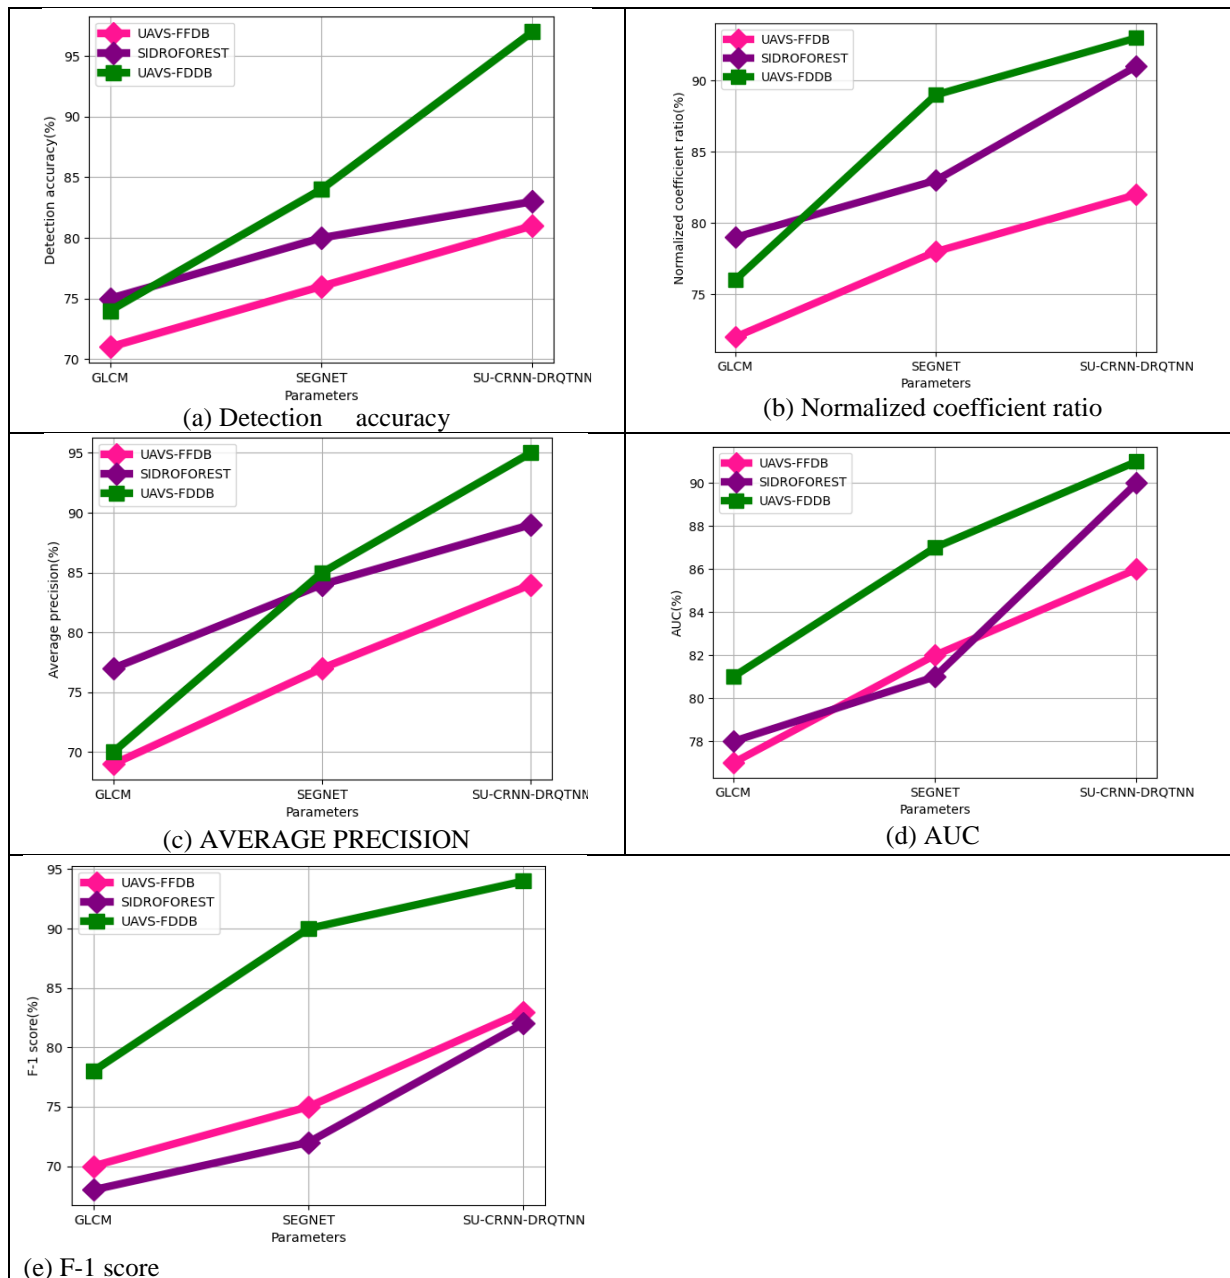 UAVS-FFDB
SIDROFOREST
UAVS-FDDB
95
90
85
80
75
70
Detection accuracy(%)
GLCM
SEGNET
SU-CRNN-DRQTNN
Parameters
(a) Detection accuracy
UAVS-FFDB
SIDROFOREST
UAVS-FDDB
90
85
80
75
Normalized coefficient ratio(%)
GLCM
SEGNET
SU-CRNN-DRQTNN
Parameters
(b) Normalized coefficient ratio
UAVS-FFDB
SIDROFOREST
UAVS-FDDB
95
90
85
80
75
70
Average precision(%)
GLCM
SEGNET
SU-CRNN-DRQTNN
Parameters
(c) AVERAGE PRECISION
UAVS-FFDB
SIDROFOREST
UAVS-FDDB
90
88
86
84
82
80
78
AUC(%)
GLCM
SEGNET
SU-CRNN-DRQTNN
Parameters
(d) AUC
UAVS-FFDB
SIDROFOREST
UAVS-FDDB
95
90
85
80
75
70
F-1 score(%)
GLCM
SEGNET
SU-CRNN-DRQTNN
Parameters
(e) F-1 score